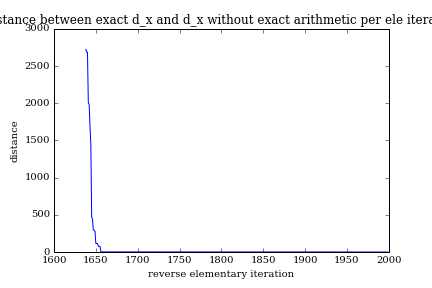 stance between exact d_x and d_x without exact arithmetic per ele itera
3000
2500
2000
1500
1000
500
0
distance
1600 1650 1700 1750 1800 1850 1900 1950 2000
reverse elementary iteration